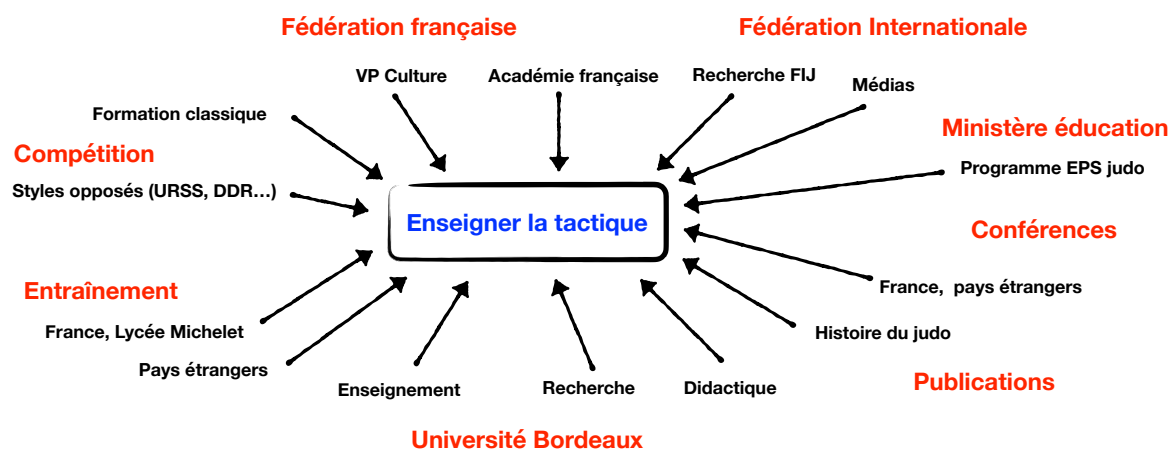 Fédération française
Fédération Internationale
VP Culture
Académie française
Recherche FIJ
Médias
Formation classique
Ministère éducation
Compétition
Programme EPS judo
Styles opposés (URSS, DDR…)
Enseigner la tactique
Conférences
Entraînement
France,  pays étrangers
France, Lycée Michelet
Histoire du judo
Pays étrangers
Enseignement
Recherche
Didactique
Publications
Université Bordeaux